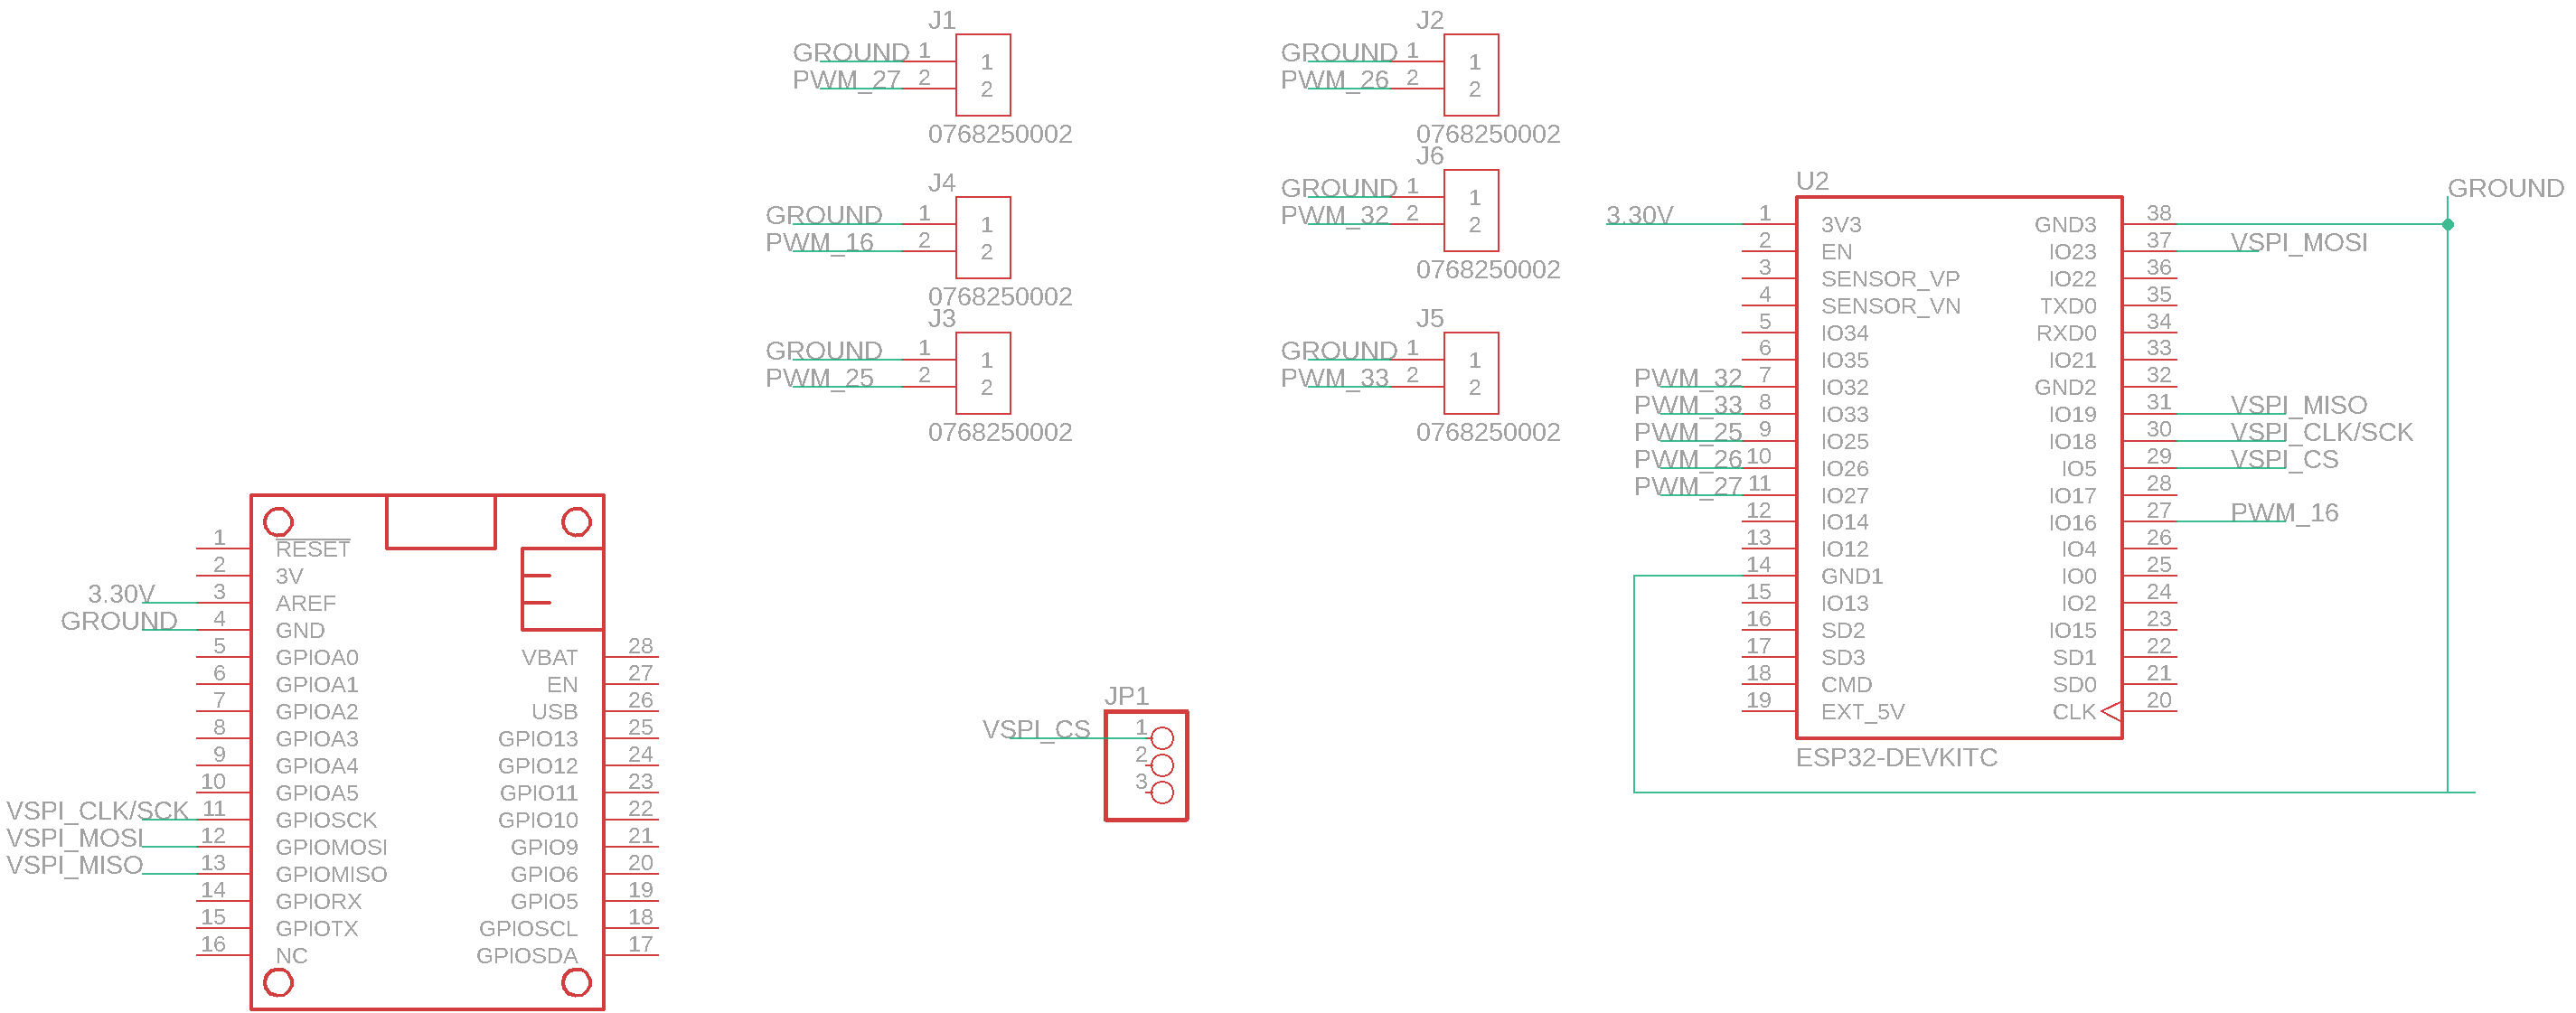 J1
GROUND 1 1
PWM_27 2 2
0768250002
J2
GROUND 1 1
PWM_26 2 2
0768250002
J4
GROUND 1 1
PWM_16 2 2
0768250002
J6
GROUND 1 1
PWM_32 2 2
0768250002
J3
GROUND 1 1
PWM_25 2 2
0768250002
J5
GROUND 1 1
PWM_33 2 2
0768250002
U2
GROUND
3.30V 1 3V3 GND3 38
2 EN IO23 37 VSPI_MOSI
3 SENSOR_VP IO22 36
4 SENSOR_VN TXD0 35
5 IO34 RXD0 34
6 IO35 IO21 33
PWM_32 7 IO32 GND2 32
PWM_33 8 IO33 IO19 31 VSPI_MISO
PWM_25 9 IO25 IO18 30 VSPI_CLK/SCK
PWM_26 10 IO26 IO5 29 VSPI_CS
PWM_27 11 IO27 IO17 28
12 IO14 IO16 27 PWM_16
13 IO12 IO4 26
14 GND1 IO0 25
15 IO13 IO2 24
16 SD2 IO15 23
17 SD3 SD1 22
18 CMD SD0 21
19 EXT_5V CLK 20
ESP32-DEVKITC
1 RESET
2 3V
3.30V 3 AREF
GROUND 4 GND
5 GPIOA0 VBAT 28
6 GPIOA1 EN 27
7 GPIOA2 USB 26
8 GPIOA3 GPIO13 25
9 GPIOA4 GPIO12 24
10 GPIOA5 GPIO11 23
VSPI_CLK/SCK 11 GPIOSCK GPIO10 22
VSPI_MOSI 12 GPIOMOSI GPIO9 21
VSPI_MISO 13 GPIOMISO GPIO6 20
14 GPIORX GPIO5 19
15 GPIOTX GPIOSCL 18
16 NC GPIOSDA 17
JP1
VSPI_CS 1
2
3